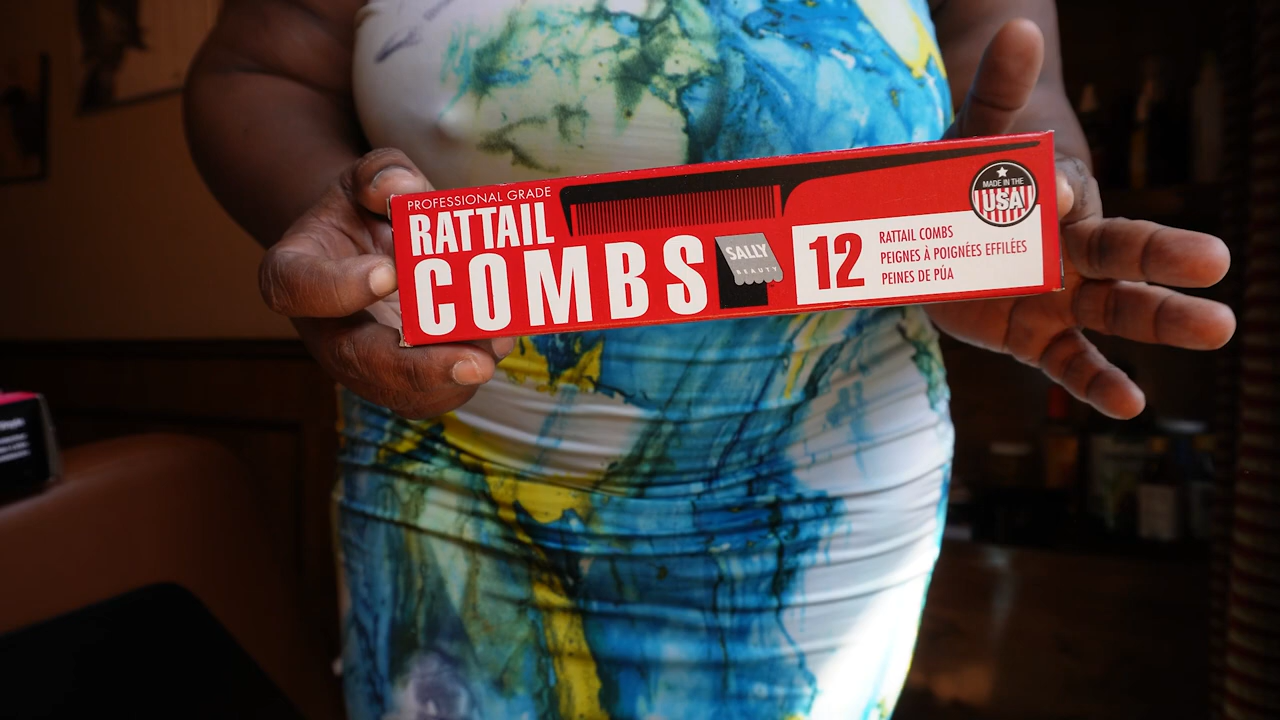 PROFESSIONAL GRADE
RATTAIL
COMBS
SALLY
BEAUTY
12
RATTAIL COMBS
PEIGNES À POIGNÉES EFFILÉES
PEINES DE PÚA
MADE IN THE
USA